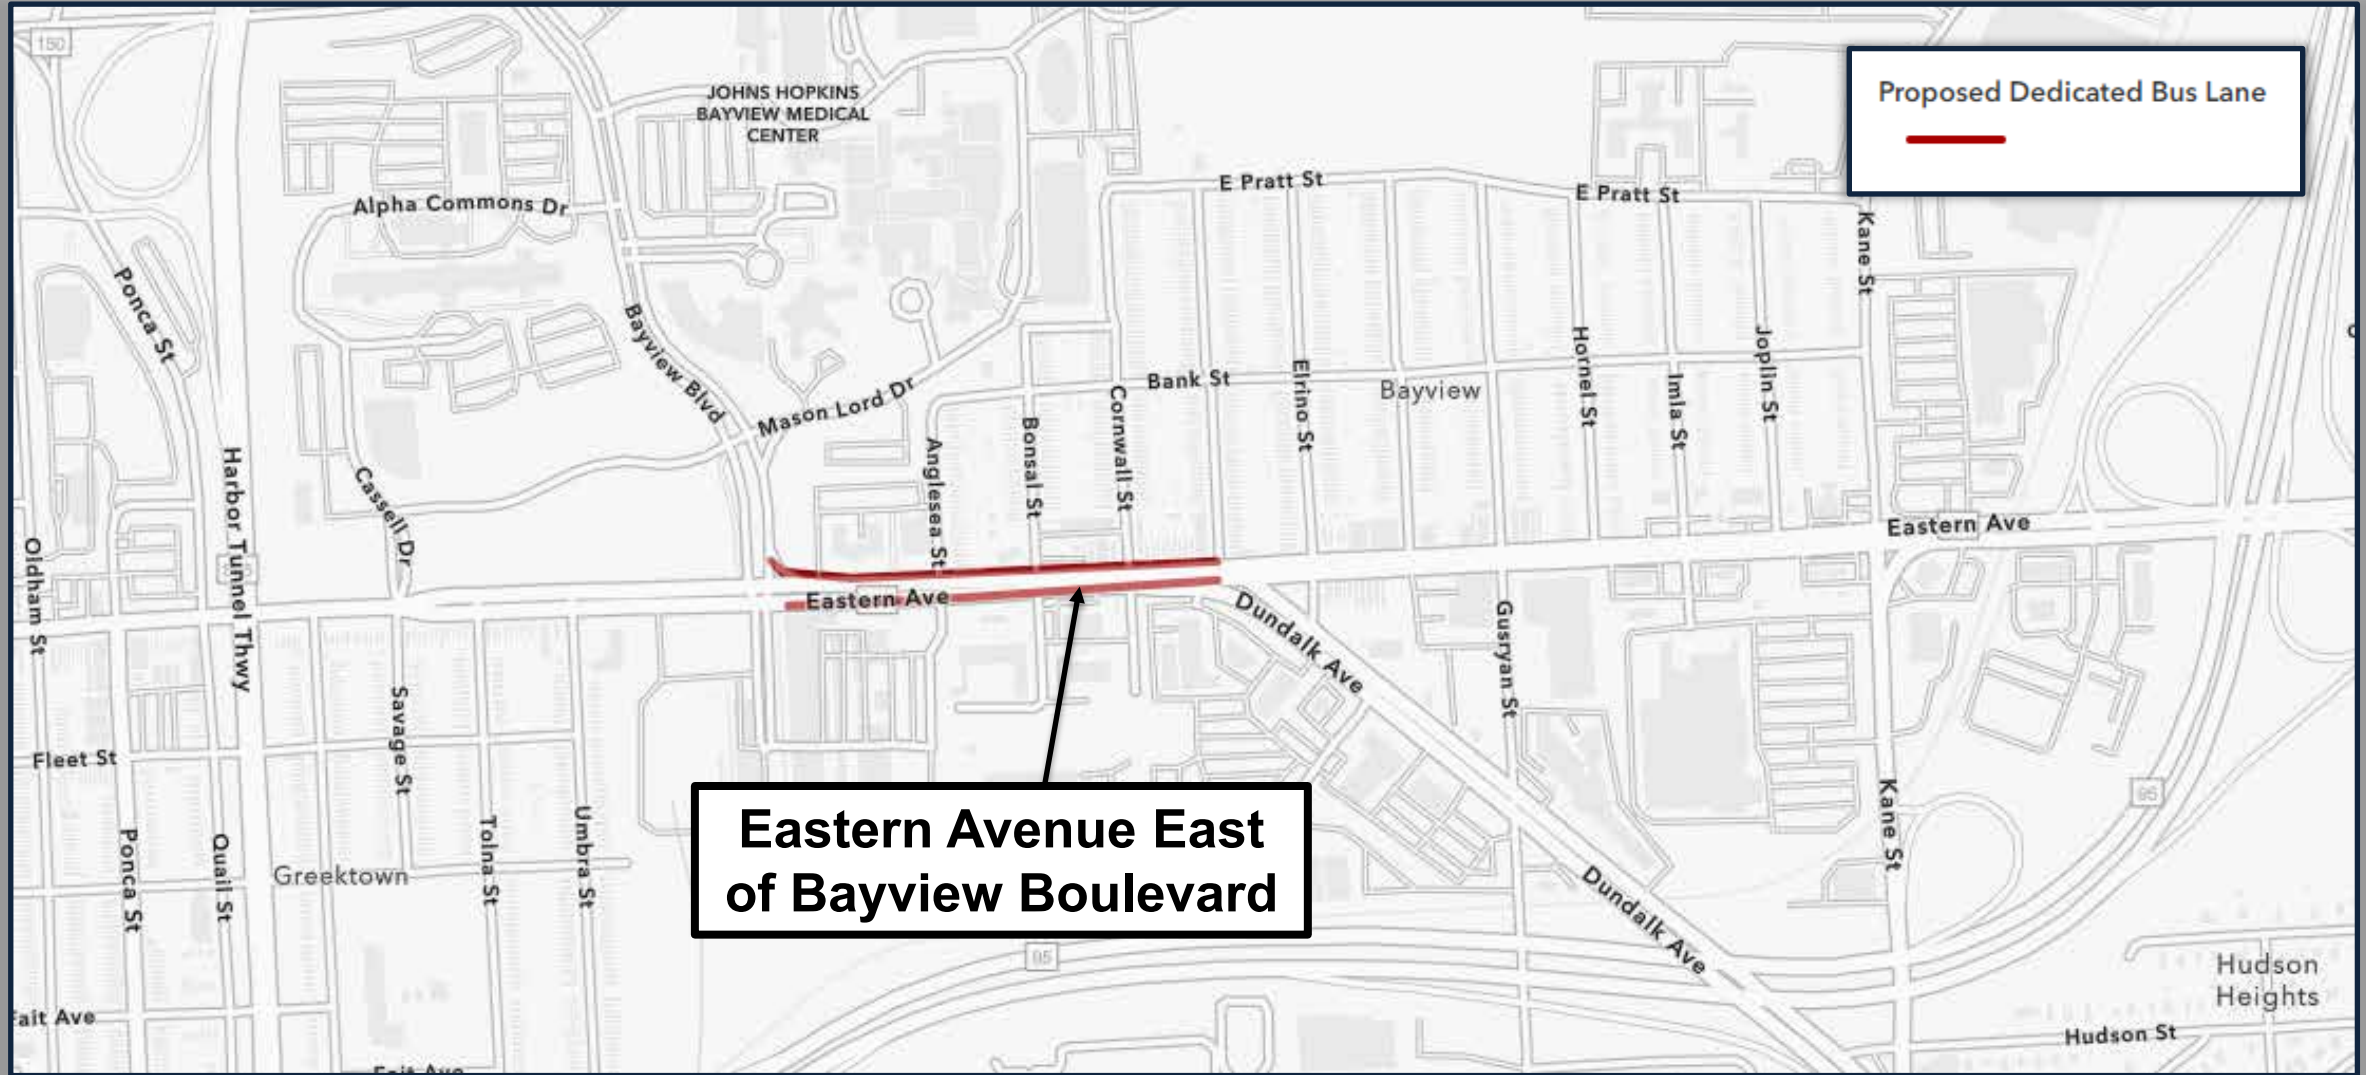 150
JOHNS HOPKINS
BAYVIEW MEDICAL
CENTER
Proposed Dedicated Bus Lane
E Pratt St
E Pratt St
Alpha Commons Dr
Kane St
Ponca St
Bayview Blvd
Mason Lord Dr
Bank St
Elrino St
Bayview
Hornel St
Imla St
Joplin St
Cornwall St
Bonsal St
Anglesea St
Harbor Tunnel Thwy
Cassell Dr
Oldham St
Eastern Ave
Eastern Ave
Dundalk Ave
Gusryan St
Savage St
Fleet St
Ponca St
Quail St
Greektown
Tolna St
Umbra St
Eastern Avenue East
of Bayview Boulevard
95
Kane St
Dundalk Ave
95
Hudson
Heights
Fait Ave
Hudson St
Fait Ave